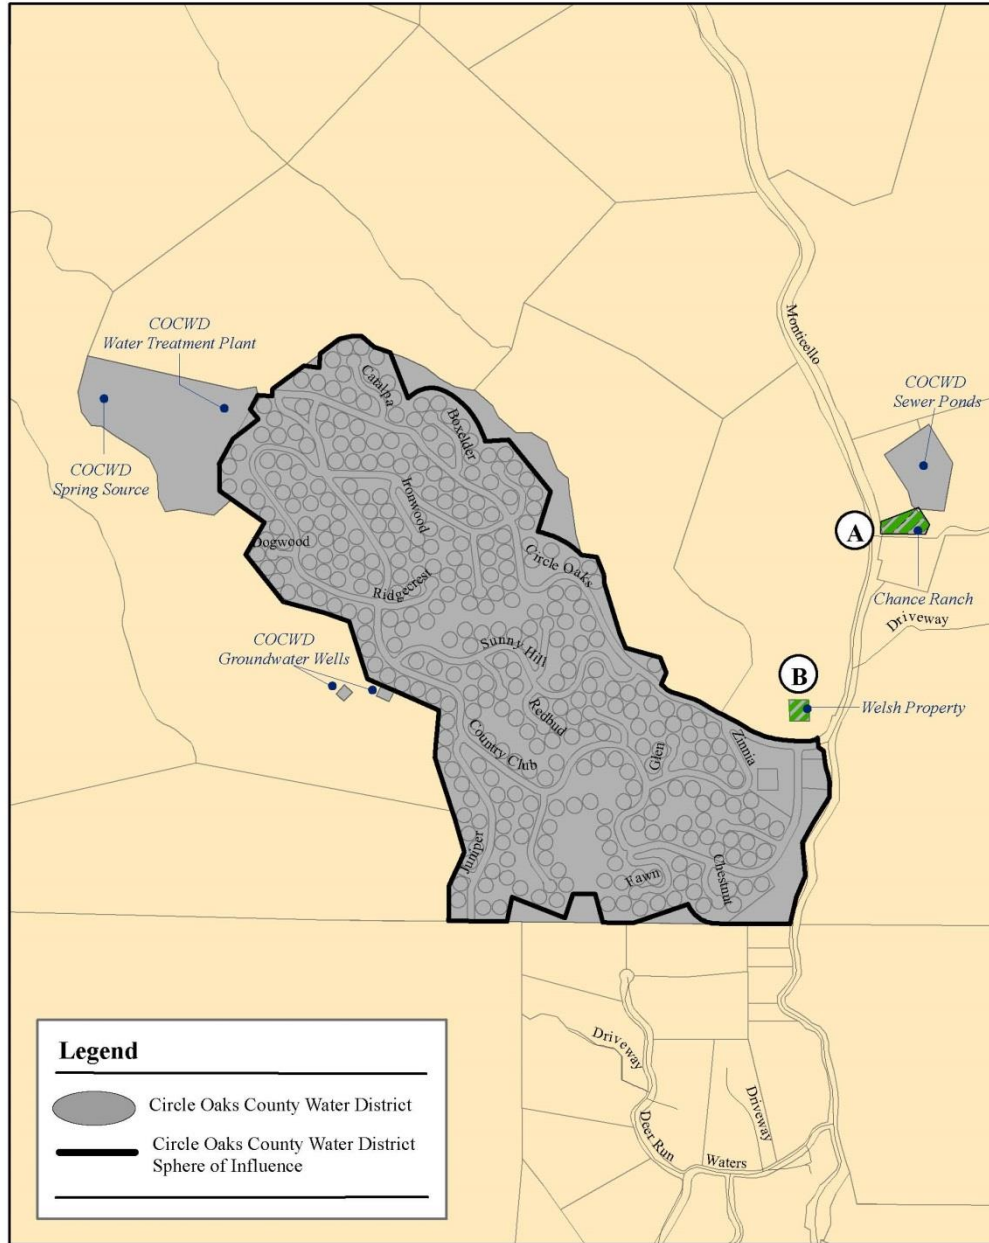 Monticello
COCWD
Water Treatment Plant
COCWD
Sewer Ponds
COCWD
Spring Source
Catalpa
Boxelder
Ironwood
A
Dogwood
Circle Oaks
Ridgecrest
Chance Ranch
Driveway
COCWD
Groundwater Wells
Sunny Hill
B
Welsh Property
Redbud
Country Club
Glen
Zinnia
Juniper
Fawn
Chestnut
Driveway
Driveway
Deer Run
Waters
Legend
Circle Oaks County Water District
Circle Oaks County Water District
Sphere of Influence